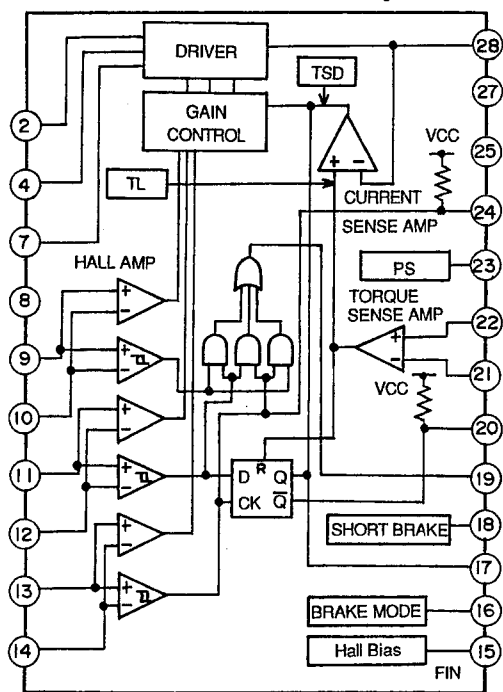 DRIVER
28
TSD
27
2
GAIN
CONTROL
VCC
25
4
TL
CURRENT
SENSE AMP
24
7
HALL AMP
PS
23
8
TORQUE
SENSE AMP
22
9
21
VCC
10
20
11
D R Q
CK Q
19
12
SHORT BRAKE
18
17
13
BRAKE MODE
16
14
Hall Bias
15
FIN
+
−
+
−
+
−
+
−
+
−
+
−
+ −
+
−